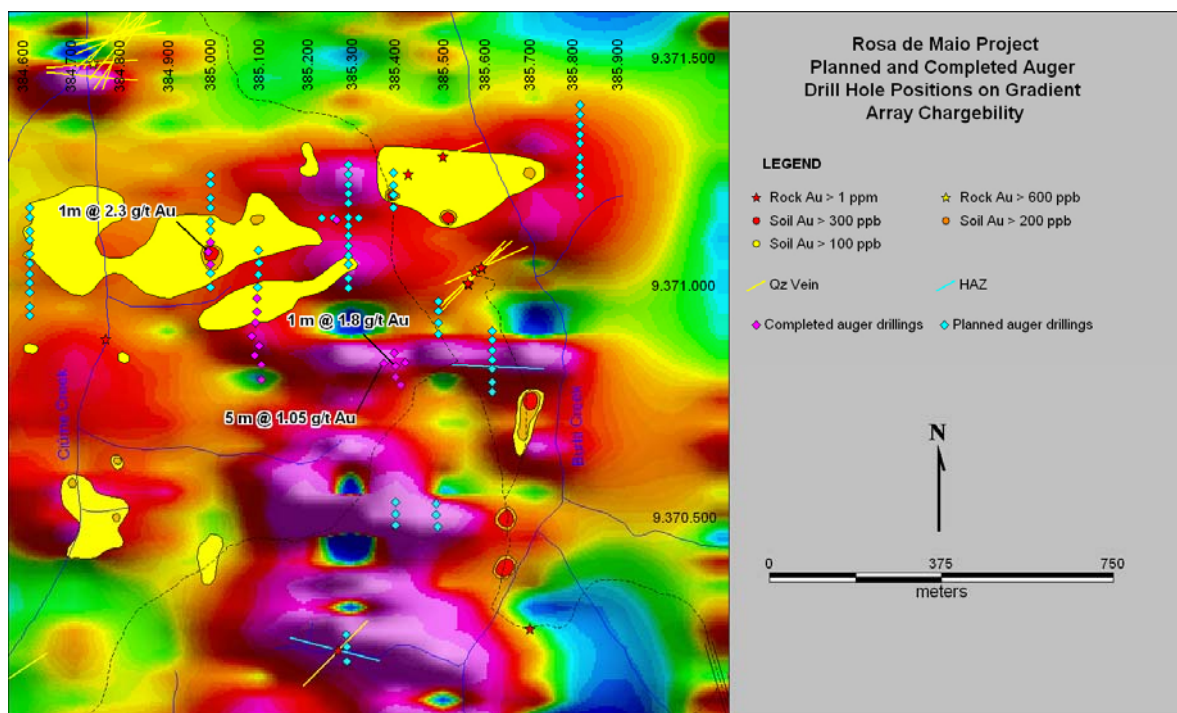 384.600
384.700
384.800
384.900
385.000
385.100
385.200
385.300
385.400
385.500
385.600
385.700
385.800
385.900
9.371.500
1m @ 2.3 g/t Au
9.371.000
1 m @ 1.8 g/t Au
5 m @ 1.05 g/t Au
Creek
Creek
9.370.500
Rosa de Maio Project
Planned and Completed Auger
Drill Hole Positions on Gradient
Array Chargebility
LEGEND
Rock Au > 1 ppm
Rock Au > 600 ppb
Soil Au > 300 ppb
Soil Au > 200 ppb
Soil Au > 100 ppb
Qz Vein
HAZ
Completed auger drillings
Planned auger drillings
N
0 375 750
meters